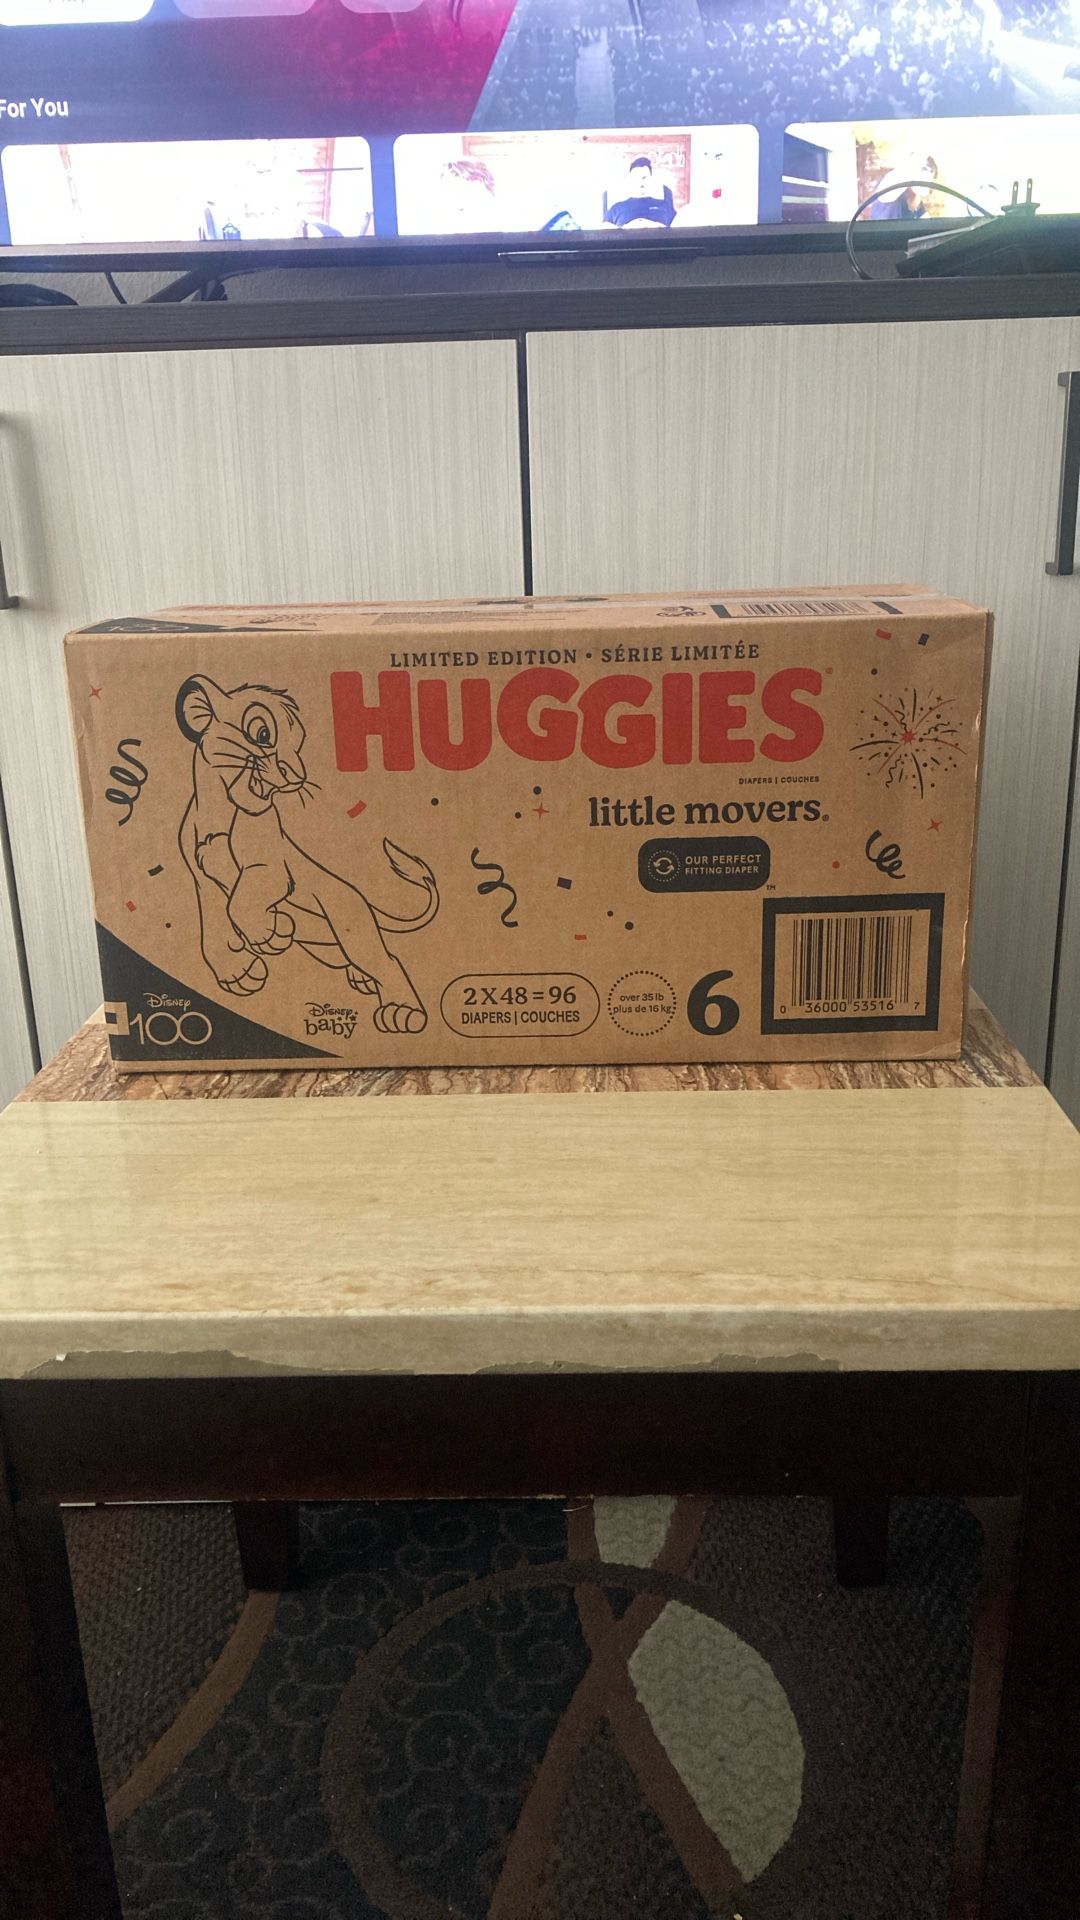 For You
LIMITED EDITION • SÉRIE LIMITÉE
HUGGIES®
DIAPERS | COUCHES
little movers®
OUR PERFECT
FITTING DIAPER
TM
Disney
100
Disney
baby
2X48=96
DIAPERS | COUCHES
over 35 lb
plus de 16 kg
6
0 36000 53516 7